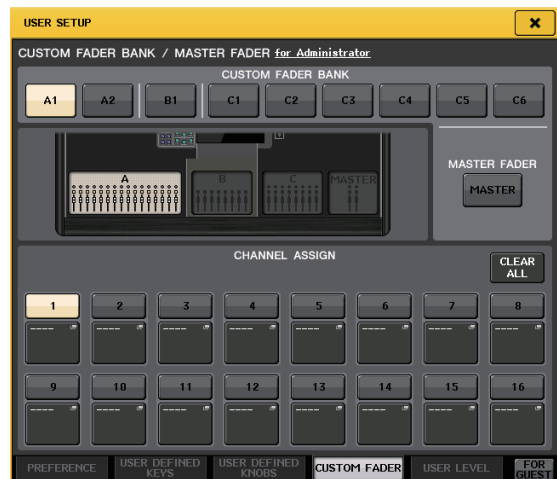 USER SETUP
CUSTOM FADER BANK / MASTER FADER for Administrator
CUSTOM FADER BANK
A1 A2 B1 C1 C2 C3 C4 C5 C6
A B C MASTER
MASTER FADER
MASTER
CHANNEL ASSIGN
CLEAR ALL
1 2 3 4 5 6 7 8
---- ---- ---- ---- ---- ---- ---- ----
9 10 11 12 13 14 15 16
---- ---- ---- ---- ---- ---- ---- ----
PREFERENCE USER DEFINED KEYS USER DEFINED KNOBS CUSTOM FADER USER LEVEL FOR GUEST